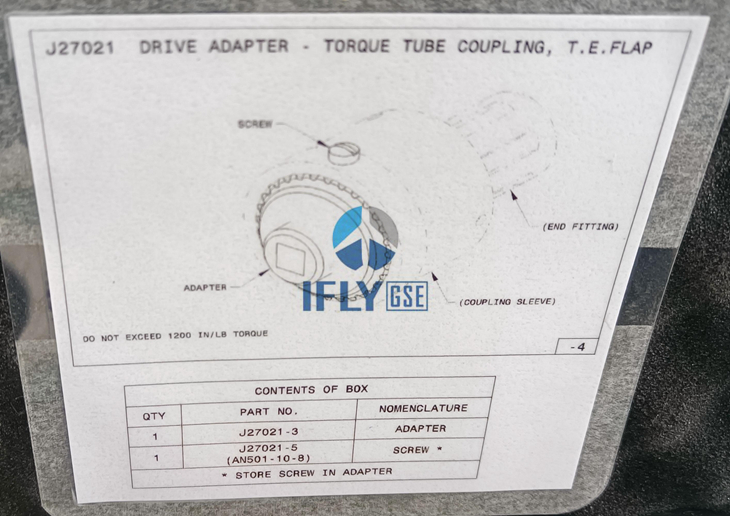 J27021 DRIVE ADAPTER - TORQUE TUBE COUPLING, T.E.FLAP
SCREW
(END FITTING)
ADAPTER
(COUPLING SLEEVE)
IFLY GSE
DO NOT EXCEED 1200 IN/LB TORQUE
-4
CONTENTS OF BOX
QTY PART NO. NOMENCLATURE
1 J27021-3 ADAPTER
1 J27021-5 (AN501-10-8) SCREW *
* STORE SCREW IN ADAPTER